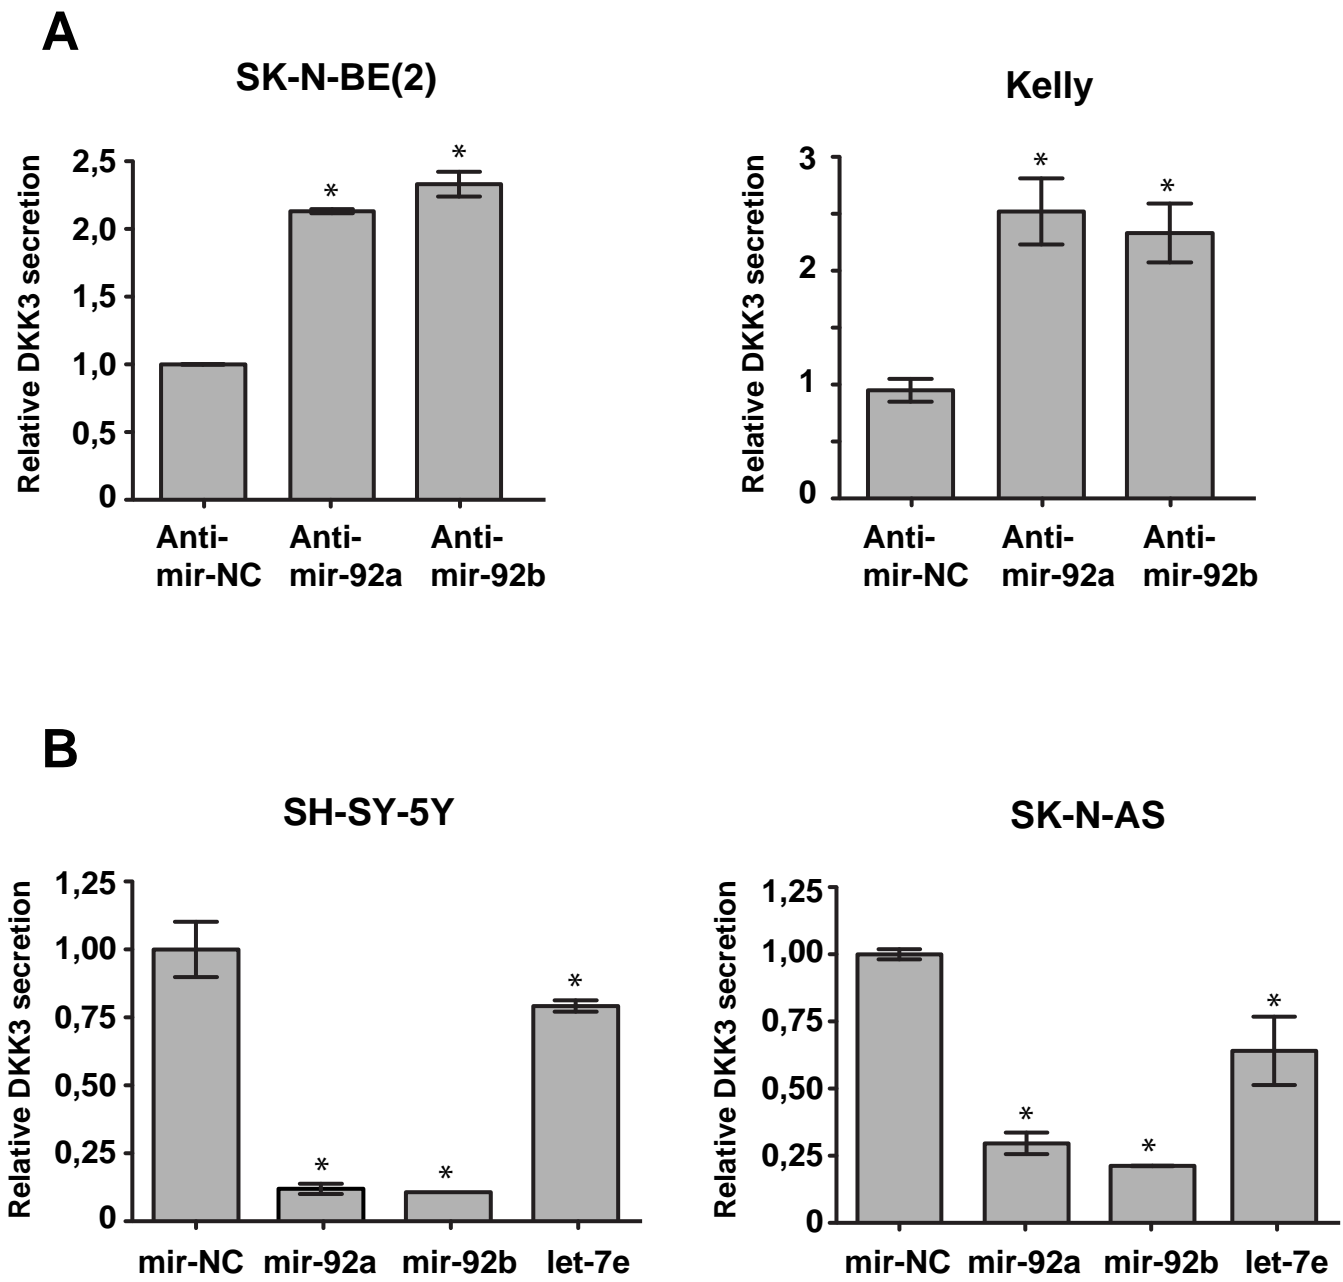 A
SK-N-BE(2)
Relative DKK3 secretion
2,5
*
*
2,0
1,5
1,0
0,5
0
Anti-
mir-NC
Anti-
mir-92a
Anti-
mir-92b
Kelly
Relative DKK3 secretion
3
*
*
2
1
0
Anti-
mir-NC
Anti-
mir-92a
Anti-
mir-92b
B
SH-SY-5Y
Relative DKK3 secretion
1,25
1,00
*
0,75
0,50
0,25
*
*
0
mir-NC mir-92a mir-92b let-7e
SK-N-AS
Relative DKK3 secretion
1,25
1,00
*
0,75
0,50
*
*
0,25
0
mir-NC mir-92a mir-92b let-7e